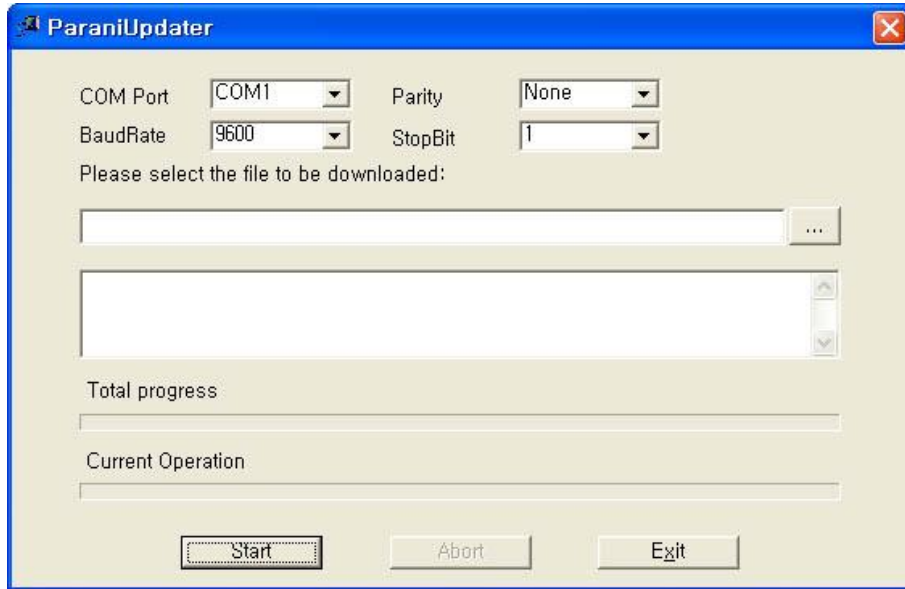 ParaniUpdater
COM Port COM1 Parity None
BaudRate 9600 StopBit 1
Please select the file to be downloaded:
...
Total progress
Current Operation
Start Abort Exit